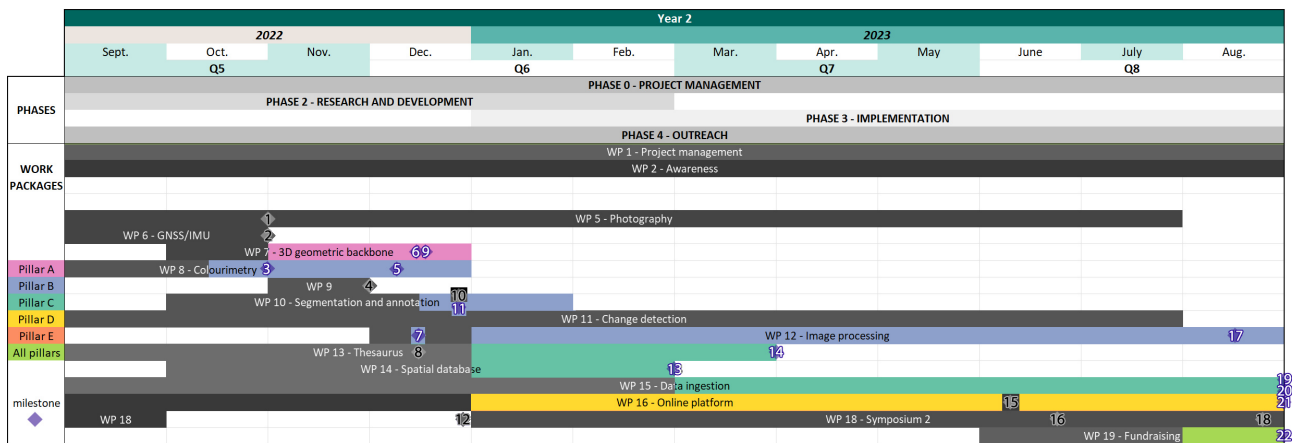 Year 2
2022 2023
Sept. Oct. Nov. Dec. Jan. Feb. Mar. Apr. May June July Aug.
Q5 Q6 Q7 Q8
PHASES
PHASE 0 - PROJECT MANAGEMENT
PHASE 2 - RESEARCH AND DEVELOPMENT
PHASE 3 - IMPLEMENTATION
PHASE 4 - OUTREACH
WORK PACKAGES
WP 1 - Project management
WP 2 - Awareness
1 WP 5 - Photography
WP 6 - GNSS/IMU 2
WP 7 - 3D geometric backbone 6 9
Pillar A WP 8 - Colourimetry 3 5
Pillar B WP 9 4
Pillar C WP 10 - Segmentation and annotation 10 11
Pillar D WP 11 - Change detection
Pillar E 7 WP 12 - Image processing 17
All pillars WP 13 - Thesaurus 8 14
WP 14 - Spatial database 13
WP 15 - Data ingestion 19 20
milestone WP 16 - Online platform 15 21
WP 18 12 WP 18 - Symposium 2 16 18
WP 19 - Fundraising 22